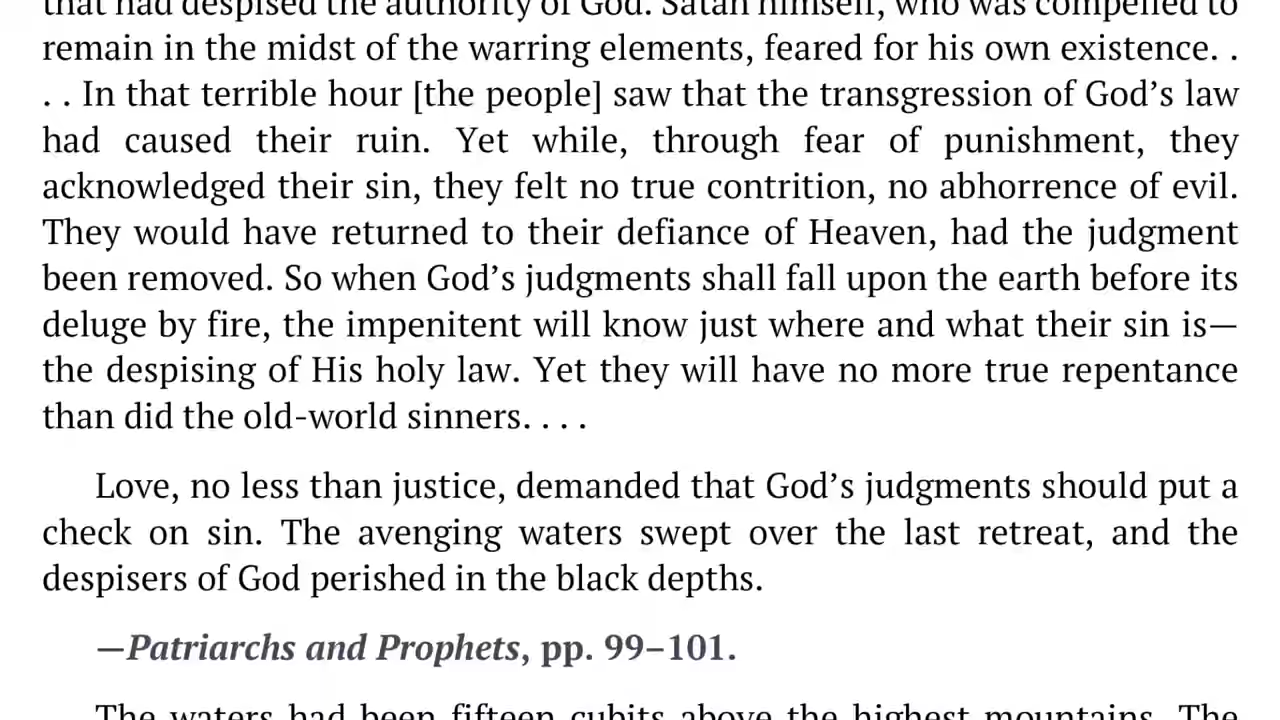 that had despised the authority of God. Satan himself, who was compelled to
remain in the midst of the warring elements, feared for his own existence. .
. . In that terrible hour [the people] saw that the transgression of God’s law
had caused their ruin. Yet while, through fear of punishment, they
acknowledged their sin, they felt no true contrition, no abhorrence of evil.
They would have returned to their defiance of Heaven, had the judgment
been removed. So when God’s judgments shall fall upon the earth before its
deluge by fire, the impenitent will know just where and what their sin is—
the despising of His holy law. Yet they will have no more true repentance
than did the old-world sinners. . . .
Love, no less than justice, demanded that God’s judgments should put a
check on sin. The avenging waters swept over the last retreat, and the
despisers of God perished in the black depths.
—Patriarchs and Prophets, pp. 99–101.
The waters had been fifteen cubits above the highest mountains. The